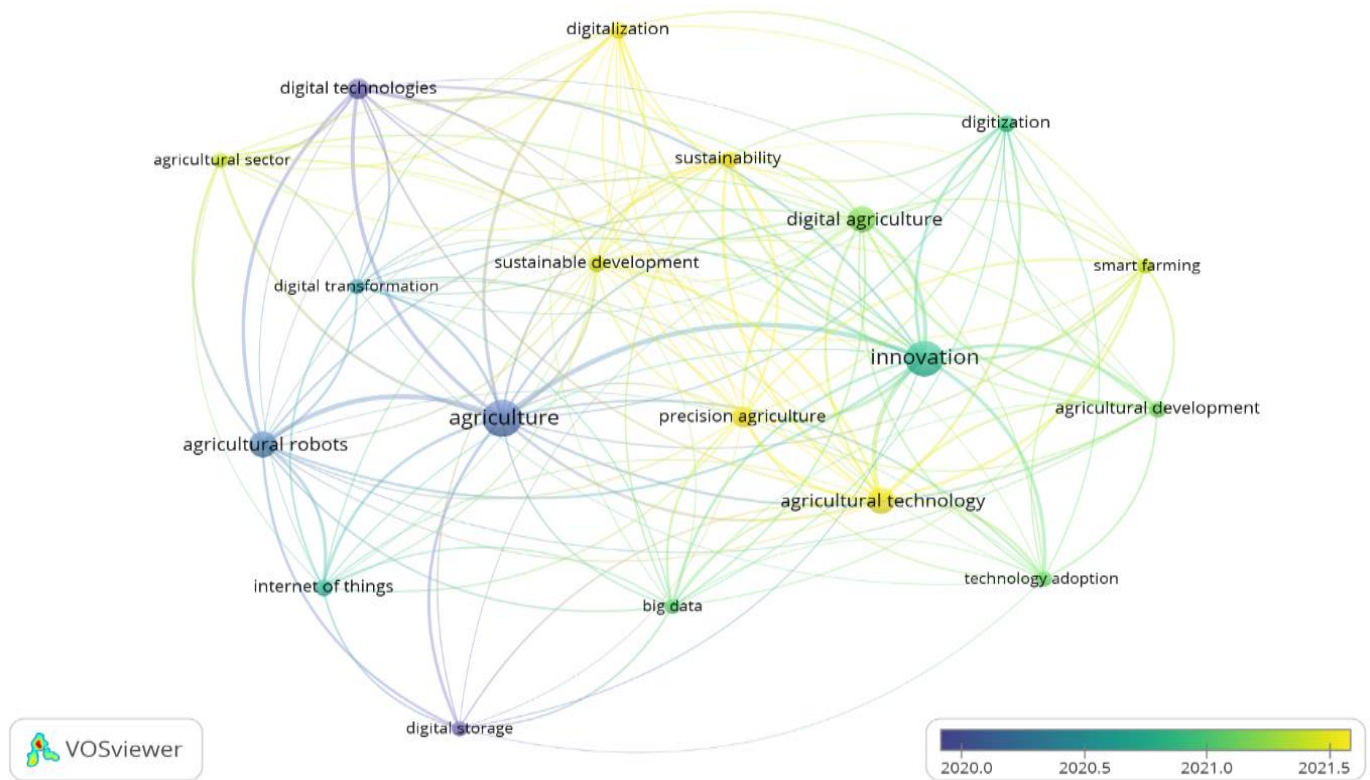 digitalization
digital technologies
digitization
agricultural sector
sustainability
digital agriculture
sustainable development
smart farming
digital transformation
innovation
agriculture
precision agriculture
agricultural development
agricultural robots
agricultural technology
internet of things
big data
technology adoption
digital storage
VOSviewer
2020.0 2020.5 2021.0 2021.5